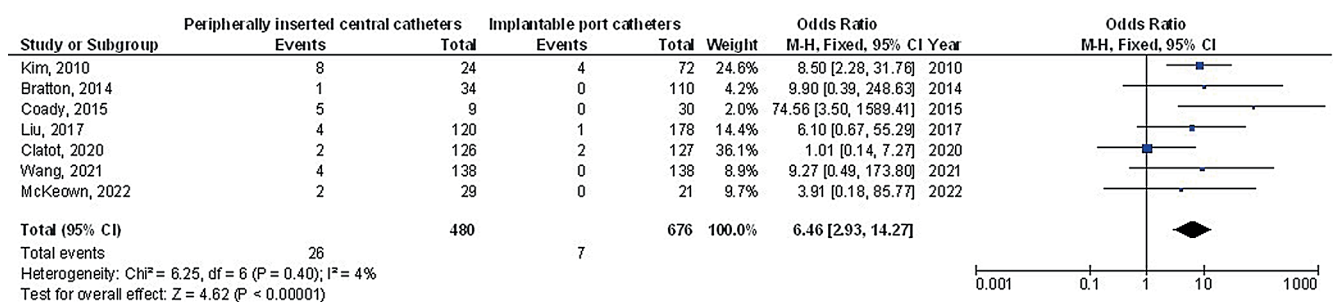 Peripherally inserted central catheters Implantable port catheters Odds Ratio Odds Ratio
Study or Subgroup Events Total Events Total Weight M-H, Fixed, 95% CI Year M-H, Fixed, 95% CI
Kim, 2010 8 24 4 72 24.6% 8.50 [2.28, 31.76] 2010
Bratton, 2014 1 34 0 110 4.2% 9.90 [0.39, 248.63] 2014
Coady, 2015 5 9 0 30 2.0% 74.56 [3.50, 1589.41] 2015
Liu, 2017 4 120 1 178 14.4% 6.10 [0.67, 55.29] 2017
Clatot, 2020 2 126 2 127 36.1% 1.01 [0.14, 7.27] 2020
Wang, 2021 4 138 0 138 8.9% 9.27 [0.49, 173.80] 2021
McKeown, 2022 2 29 0 21 9.7% 3.91 [0.18, 85.77] 2022
Total (95% CI) 480 676 100.0% 6.46 [2.93, 14.27]
Total events 26 7
Heterogeneity: Chi² = 6.25, df = 6 (P = 0.40); I² = 4%
Test for overall effect: Z = 4.62 (P < 0.00001)
0.001 0.1 1 10 1000